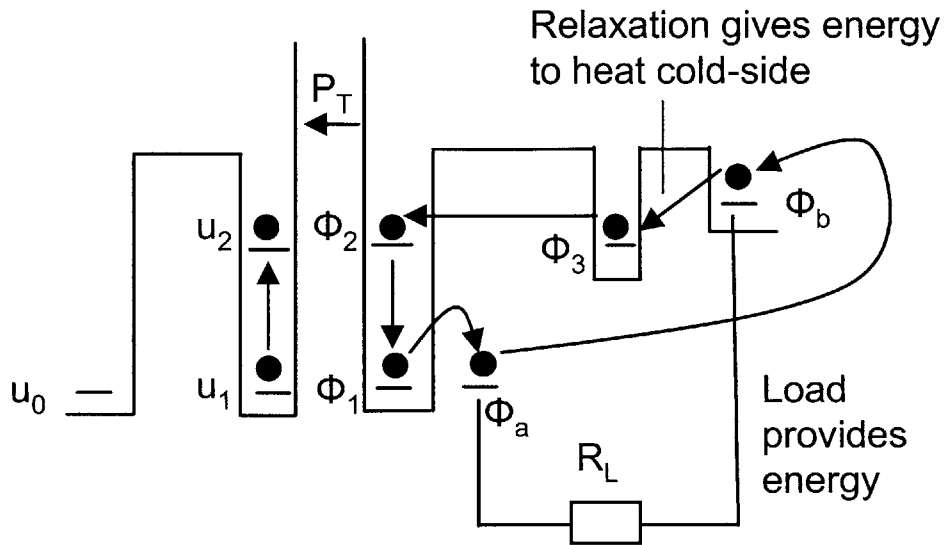 Relaxation gives energy
to heat cold-side
P_T
u_2
Φ_2
Φ_3
Φ_b
u_0
u_1
Φ_1
Φ_a
R_L
Load
provides
energy